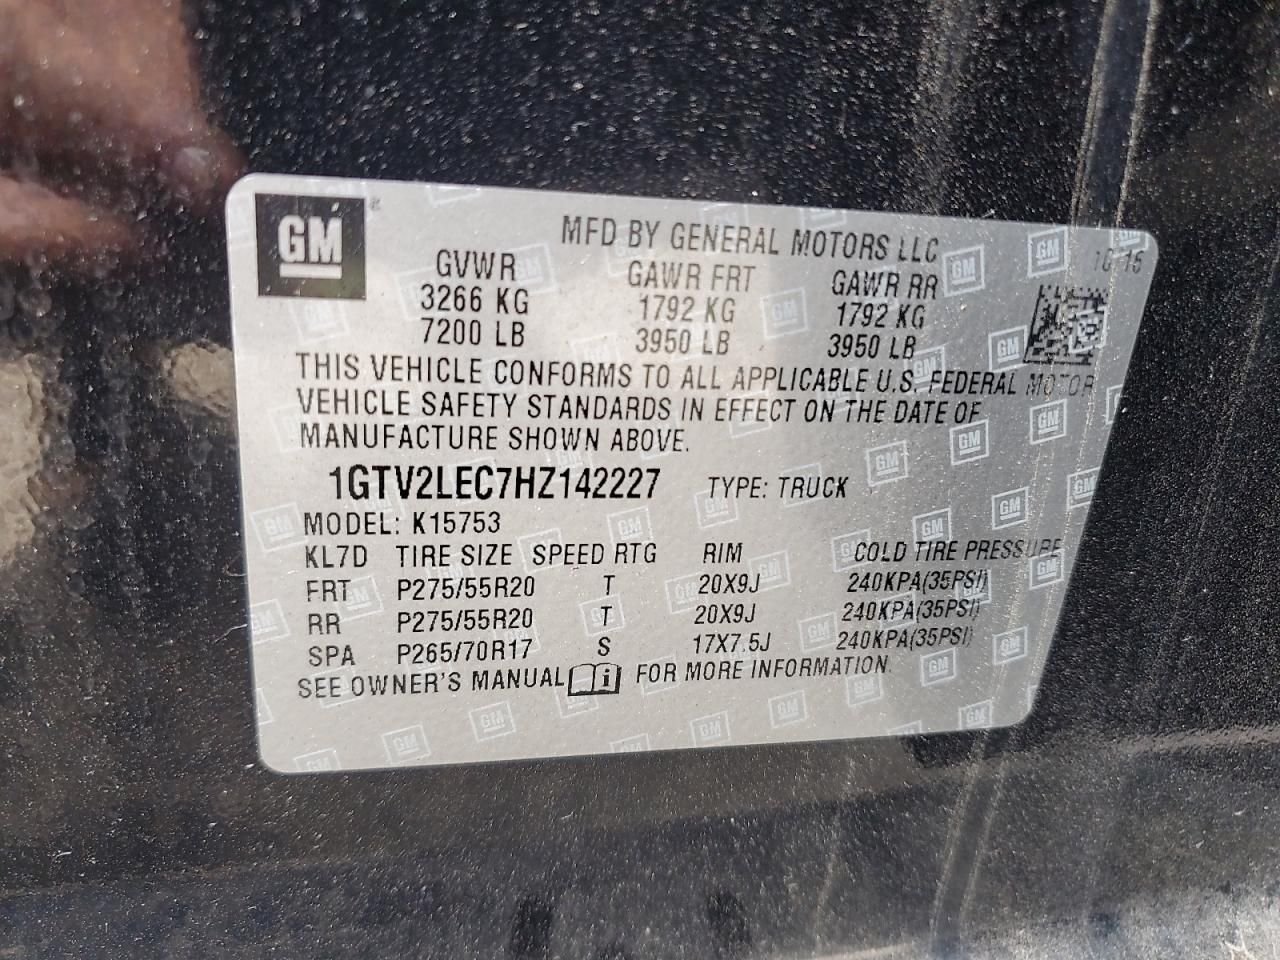 GM
MFD BY GENERAL MOTORS LLC
GVWR GAWR FRT GAWR RR
3266 KG 1792 KG 1792 KG
7200 LB 3950 LB 3950 LB
THIS VEHICLE CONFORMS TO ALL APPLICABLE U.S. FEDERAL MOTOR
VEHICLE SAFETY STANDARDS IN EFFECT ON THE DATE OF
MANUFACTURE SHOWN ABOVE.
1GTV2LEC7HZ142227 TYPE: TRUCK
MODEL: K15753
KL7D TIRE SIZE SPEED RTG RIM COLD TIRE PRESSURE
FRT P275/55R20 T 20X9J 240KPA(35PSI)
RR P275/55R20 T 20X9J 240KPA(35PSI)
SPA P265/70R17 S 17X7.5J 240KPA(35PSI)
SEE OWNER'S MANUAL FOR MORE INFORMATION.